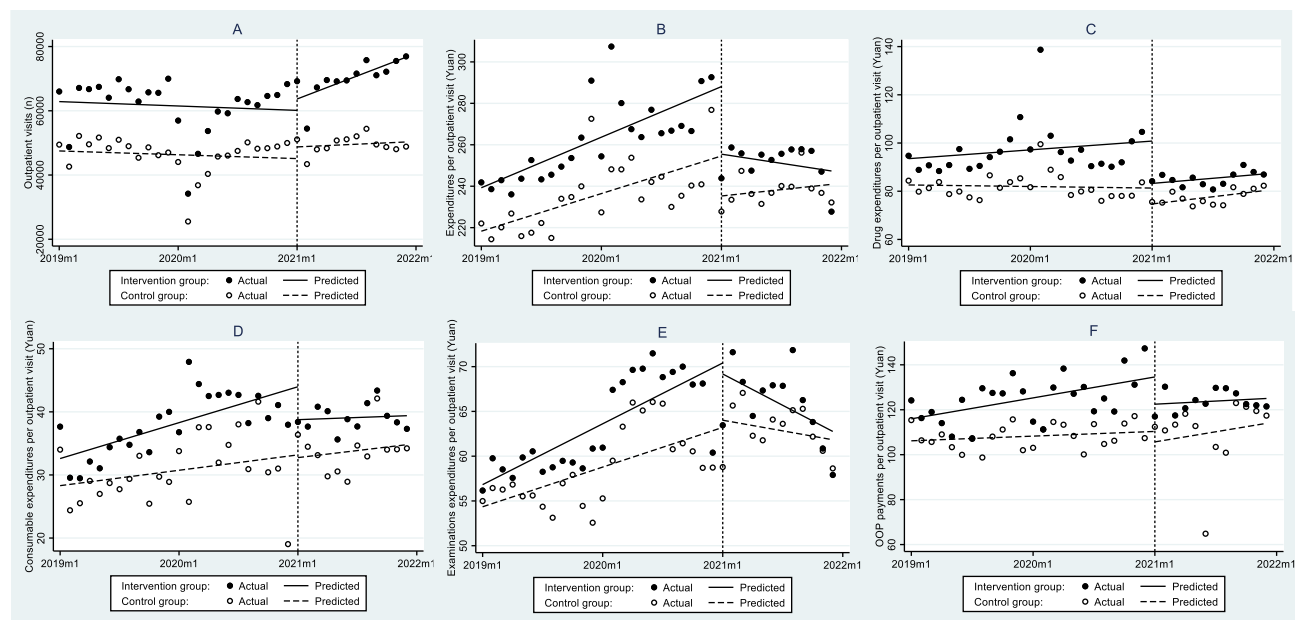 A
Outpatient visits (n)
80000
60000
40000
20000
2019m1 2020m1 2021m1 2022m1
Intervention group: Actual Predicted
Control group: Actual Predicted
B
Expenditures per outpatient visit (Yuan)
300
280
260
240
220
2019m1 2020m1 2021m1 2022m1
Intervention group: Actual Predicted
Control group: Actual Predicted
C
Drug expenditures per outpatient visit (Yuan)
140
120
100
80
60
2019m1 2020m1 2021m1 2022m1
Intervention group: Actual Predicted
Control group: Actual Predicted
D
Consumable expenditures per outpatient visit (Yuan)
50
40
30
20
2019m1 2020m1 2021m1 2022m1
Intervention group: Actual Predicted
Control group: Actual Predicted
E
Examinations expenditures per outpatient visit (Yuan)
70
65
60
55
50
2019m1 2020m1 2021m1 2022m1
Intervention group: Actual Predicted
Control group: Actual Predicted
F
OOP payments per outpatient visit (Yuan)
140
120
100
80
60
2019m1 2020m1 2021m1 2022m1
Intervention group: Actual Predicted
Control group: Actual Predicted